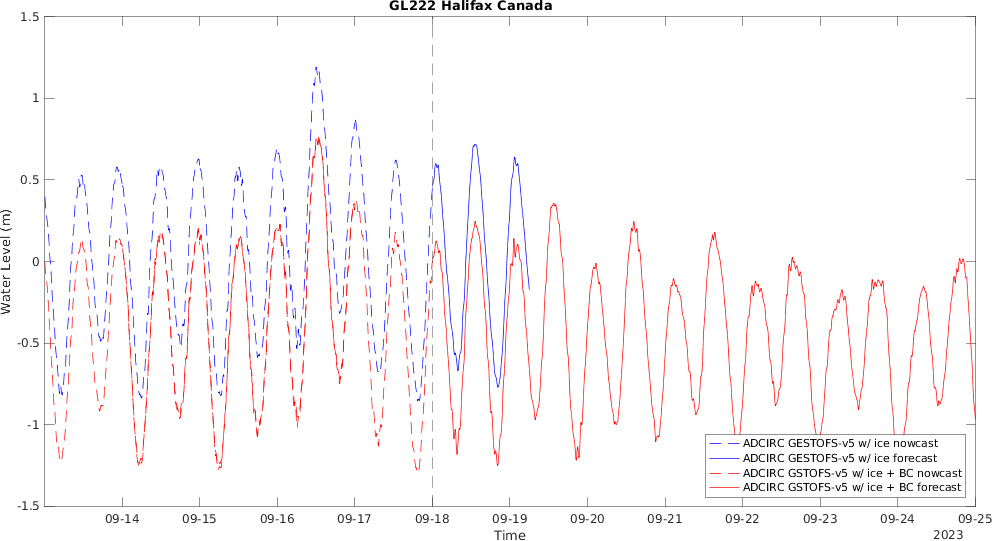 GL222 Halifax Canada
1.5
1
0.5
0
-0.5
-1
-1.5
Water Level (m)
09-14 09-15 09-16 09-17 09-18 09-19 09-20 09-21 09-22 09-23 09-24 09-25
Time
2023
ADCIRC GESTOFS-v5 w/ ice nowcast
ADCIRC GESTOFS-v5 w/ ice forecast
ADCIRC GSTOFS-v5 w/ ice + BC nowcast
ADCIRC GSTOFS-v5 w/ ice + BC forecast